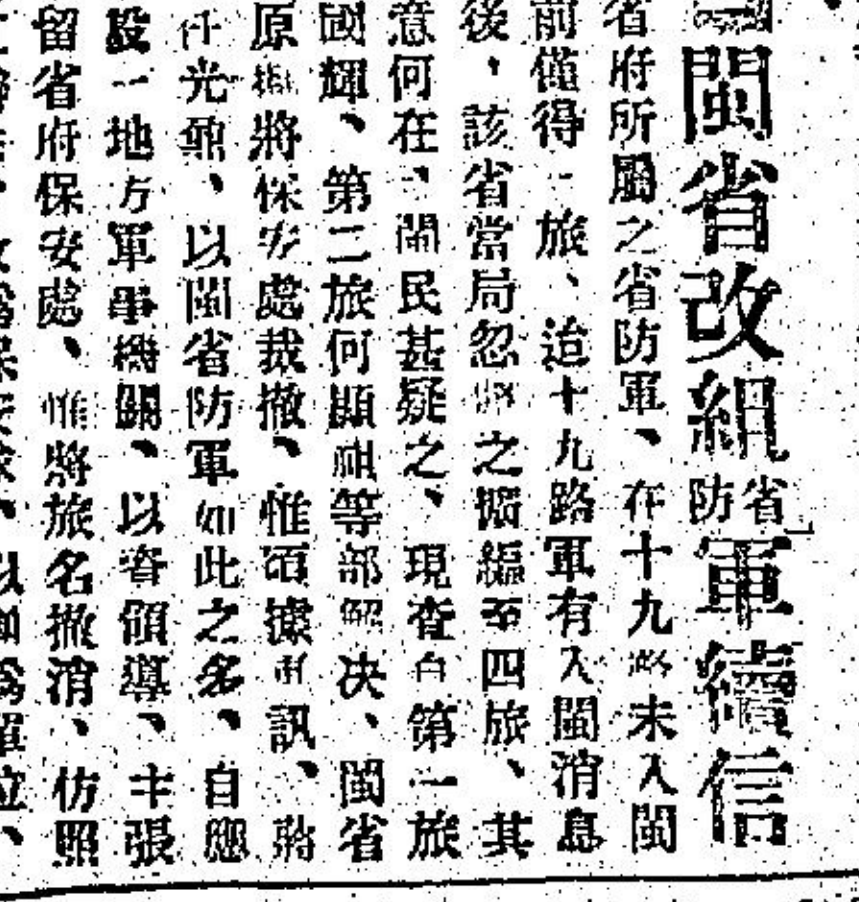 閩省改組省防軍續信
省府所屬之省防軍、在十九路未入閩
前僅得一旅、迨十九路軍有入閩消息
後、該省當局忽將之擴編至四旅、其
意何在、閩民甚疑之、現查自第一旅
國輝、第二旅何顯祖等部解决、閩省
原擬將保安處裁撤、惟頃據電訊、蔣
光鼐、以閩省防軍如此之多、自應
設一地方軍事機關、以資領導、主張
留省府保安處、惟將旅名撤消、仿照